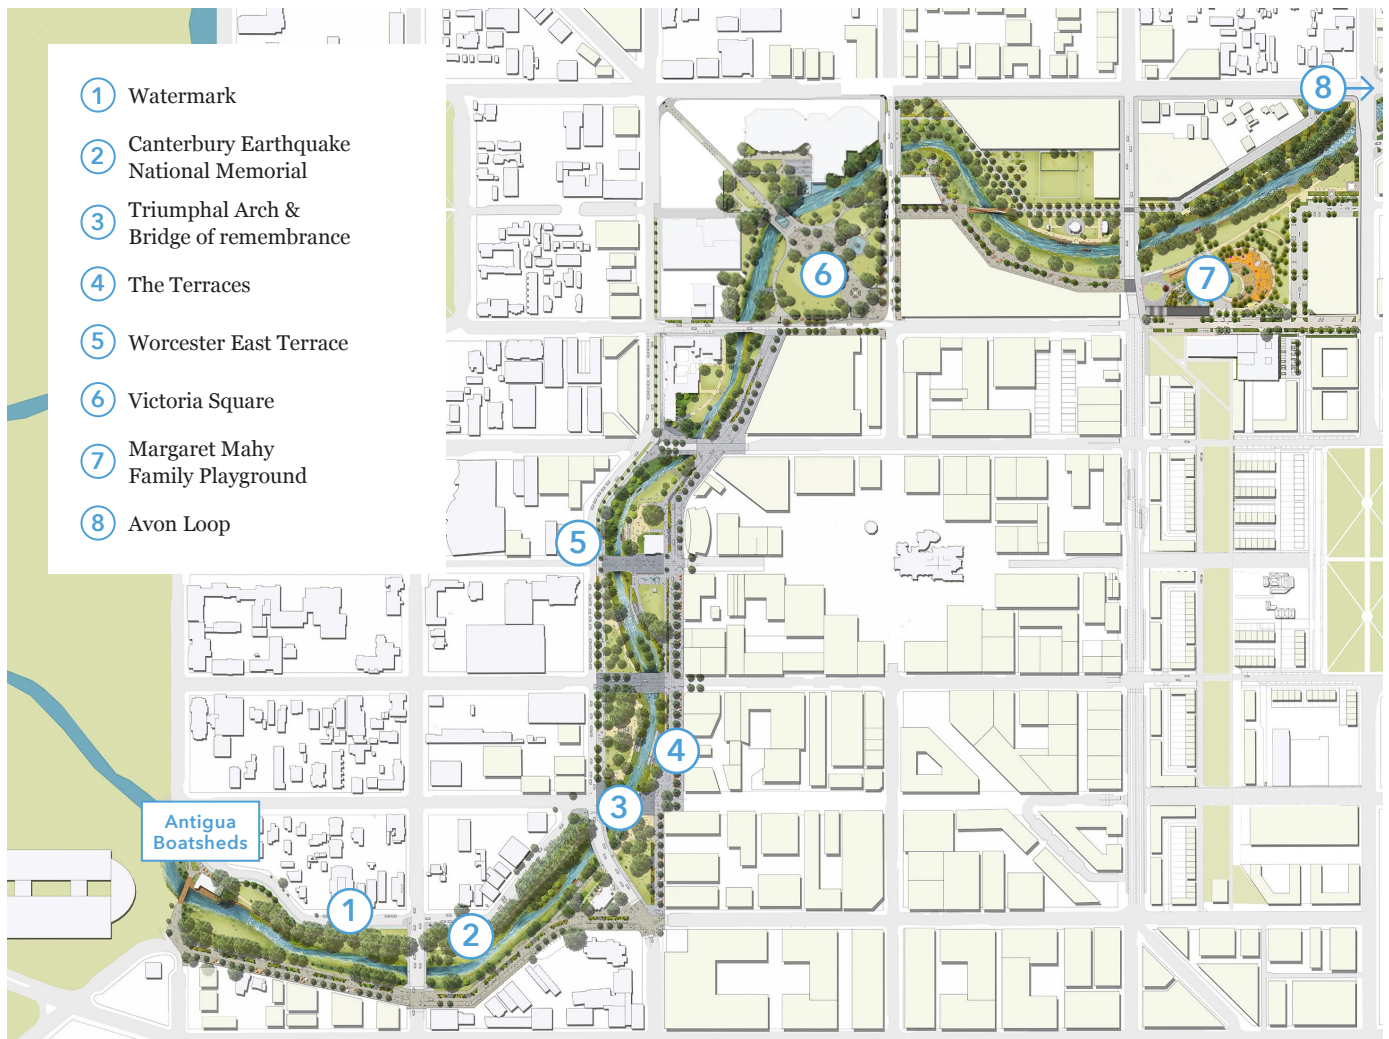 1 Watermark
2 Canterbury Earthquake
National Memorial
3 Triumphal Arch &
Bridge of remembrance
4 The Terraces
5 Worcester East Terrace
6 Victoria Square
7 Margaret Mahy
Family Playground
8 Avon Loop
8
6
7
5
4
3
Antigua
Boatsheds
1
2